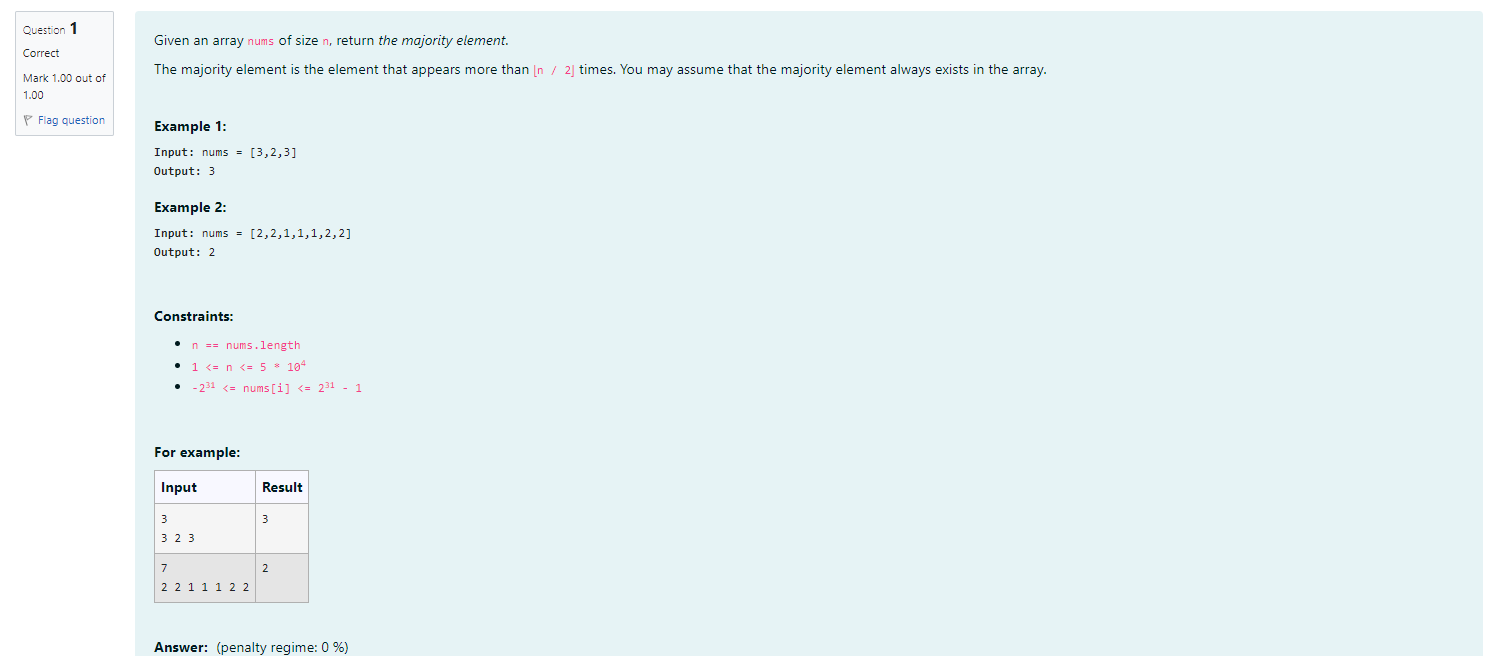 Question 1
Correct
Mark 1.00 out of
1.00
Flag question
Given an array nums of size n, return the majority element.
The majority element is the element that appears more than ⌊n / 2⌋ times. You may assume that the majority element always exists in the array.
Example 1:
Input: nums = [3,2,3]
Output: 3
Example 2:
Input: nums = [2,2,1,1,1,2,2]
Output: 2
Constraints:
n == nums.length
1 <= n <= 5 * 10⁴
-2³¹ <= nums[i] <= 2³¹ - 1
For example:
Input Result
3 3
3 2 3
7 2
2 2 1 1 1 2 2
Answer: (penalty regime: 0 %)